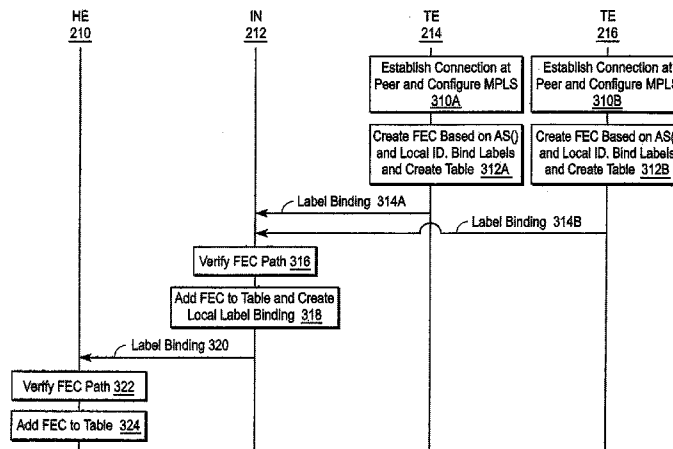 HE
210
IN
212
TE
214
TE
216
Establish Connection at
Peer and Configure MPLS
310A
Establish Connection at
Peer and Configure MPLS
310B
Create FEC Based on AS()
and Local ID. Bind Labels
and Create Table 312A
Create FEC Based on AS()
and Local ID. Bind Labels
and Create Table 312B
Label Binding 314A
Label Binding 314B
Verify FEC Path 316
Add FEC to Table and Create
Local Label Binding 318
Label Binding 320
Verify FEC Path 322
Add FEC to Table 324